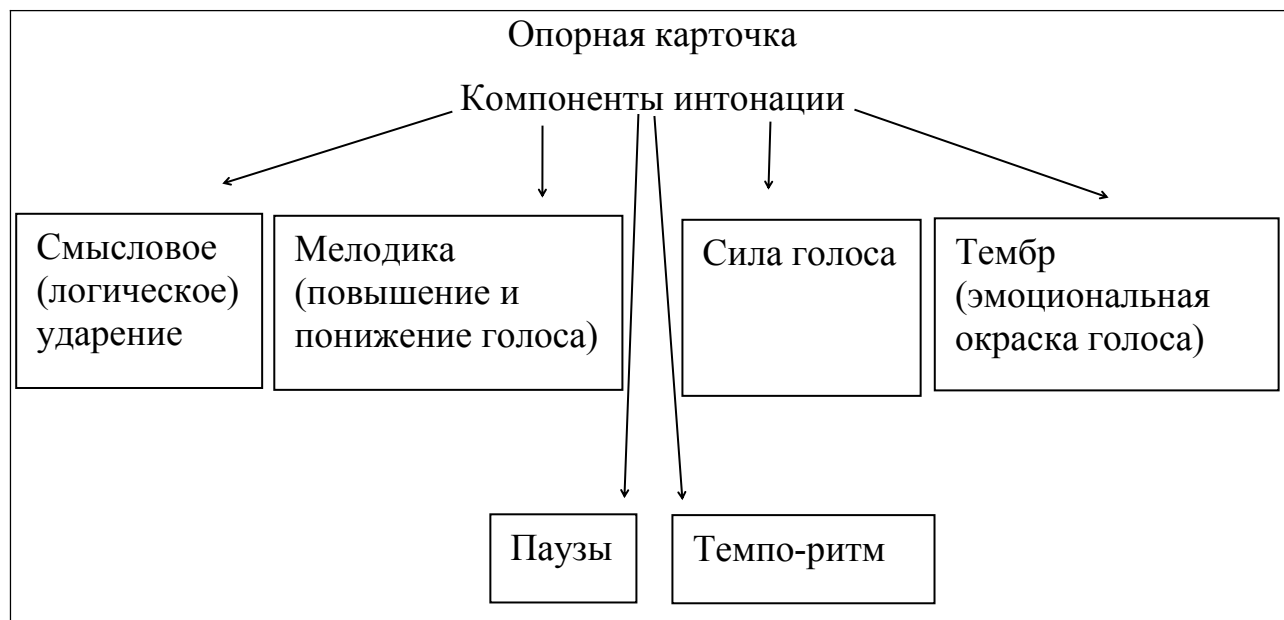 Опорная карточка
Компоненты интонации
Смысловое
(логическое)
ударение
Мелодика
(повышение и
понижение голоса)
Сила голоса
Тембр
(эмоциональная
окраска голоса)
Паузы
Темпо-ритм